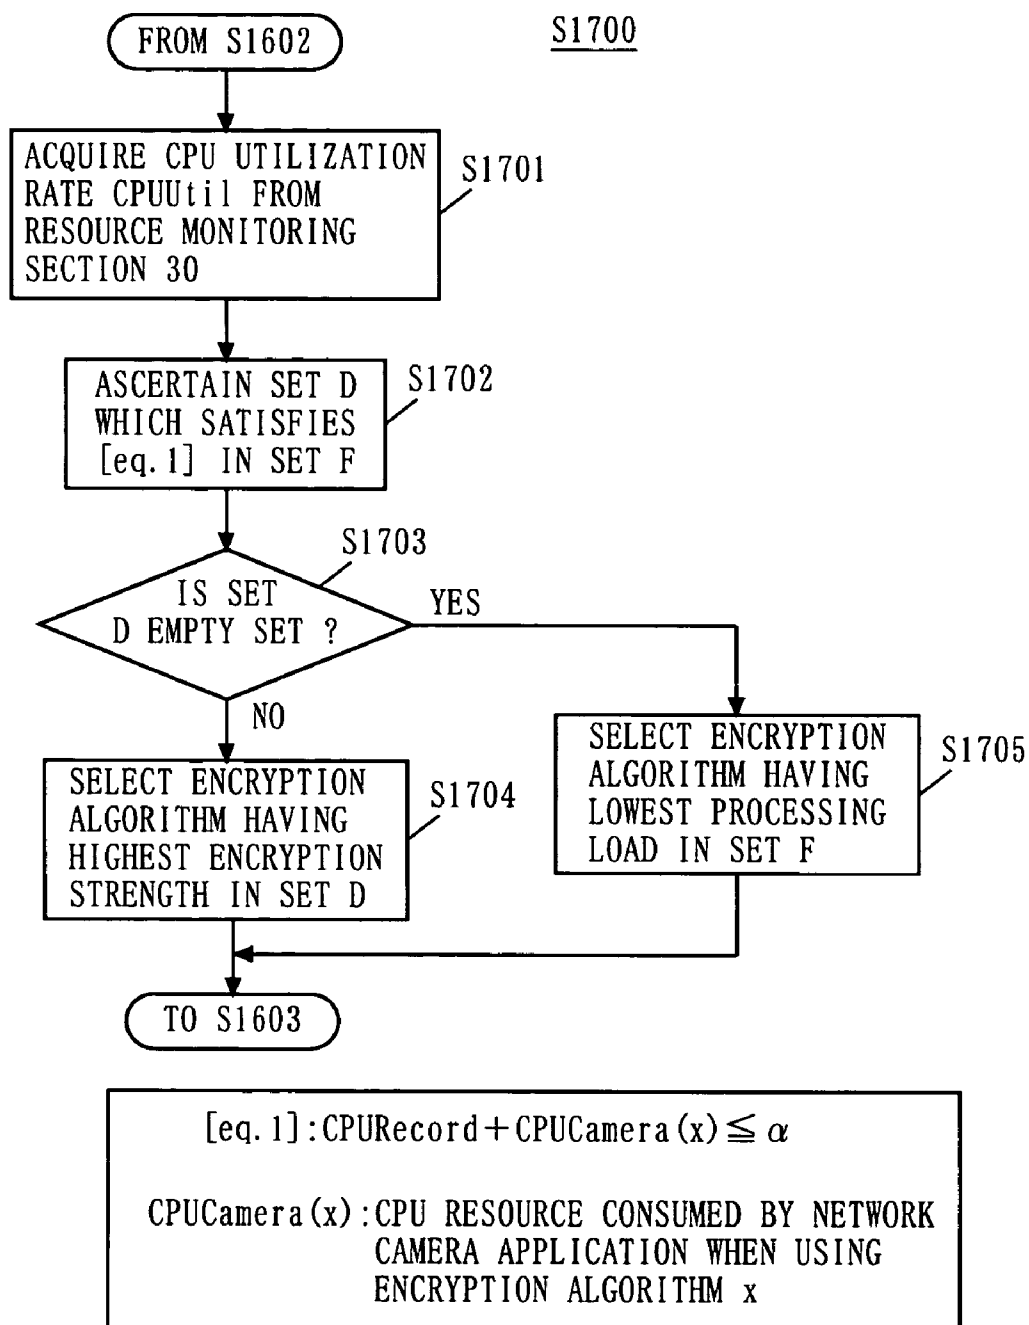 FROM S1602
S1700
ACQUIRE CPU UTILIZATION
RATE CPUUtil FROM
RESOURCE MONITORING
SECTION 30
S1701
ASCERTAIN SET D
WHICH SATISFIES
[eq.1] IN SET F
S1702
IS SET
D EMPTY SET ?
S1703
YES
NO
SELECT ENCRYPTION
ALGORITHM HAVING
HIGHEST ENCRYPTION
STRENGTH IN SET D
S1704
SELECT ENCRYPTION
ALGORITHM HAVING
LOWEST PROCESSING
LOAD IN SET F
S1705
TO S1603
[eq.1]:CPURecord+CPUCamera(x)≦α
CPUCamera(x):CPU RESOURCE CONSUMED BY NETWORK
CAMERA APPLICATION WHEN USING
ENCRYPTION ALGORITHM x